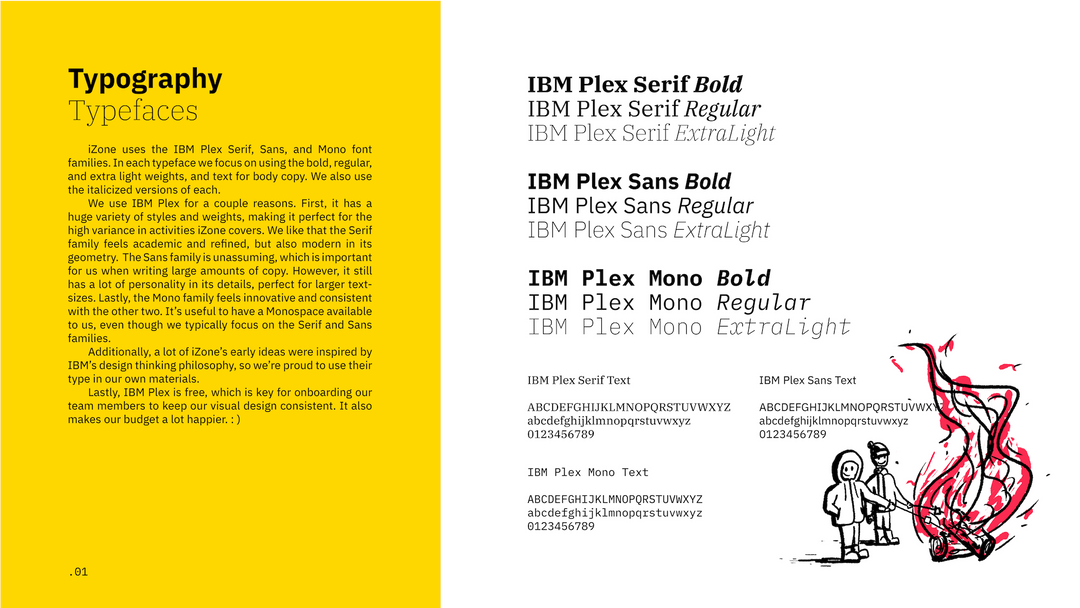 Typography
Typefaces
iZone uses the IBM Plex Serif, Sans, and Mono font
families. In each typeface we focus on using the bold, regular,
and extra light weights, and text for body copy. We also use
the italicized versions of each.
We use IBM Plex for a couple reasons. First, it has a
huge variety of styles and weights, making it perfect for the
high variance in activities iZone covers. We like that the Serif
family feels academic and refined, but also modern in its
geometry. The Sans family is unassuming, which is important
for us when writing large amounts of copy. However, it still
has a lot of personality in its details, perfect for larger text-
sizes. Lastly, the Mono family feels innovative and consistent
with the other two. It's useful to have a Monospace available
to us, even though we typically focus on the Serif and Sans
families.
Additionally, a lot of iZone's early ideas were inspired by
IBM's design thinking philosophy, so we're proud to use their
type in our own materials.
Lastly, IBM Plex is free, which is key for onboarding our
team members to keep our visual design consistent. It also
makes our budget a lot happier. : )
.01
IBM Plex Serif Bold
IBM Plex Serif Regular
IBM Plex Serif ExtraLight
IBM Plex Sans Bold
IBM Plex Sans Regular
IBM Plex Sans ExtraLight
IBM Plex Mono Bold
IBM Plex Mono Regular
IBM Plex Mono ExtraLight
IBM Plex Serif Text
ABCDEFGHIJKLMNOPQRSTUVWXYZ
abcdefghijklmnopqrstuvwxyz
0123456789
IBM Plex Sans Text
ABCDEFGHIJKLMNOPQRSTUVWXY
abcdefghijklmnopqrstuvwxyz
0123456789
IBM Plex Mono Text
ABCDEFGHIJKLMNOPQRSTUVWXYZ
abcdefghijklmnopqrstuvwxyz
0123456789